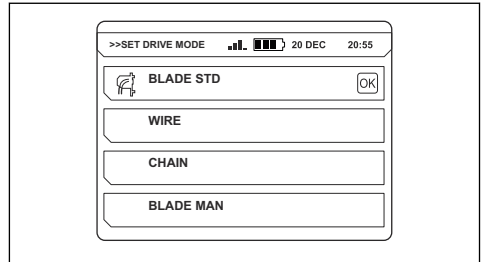 >>SET DRIVE MODE 20 DEC 20:55
BLADE STD OK
WIRE
CHAIN
BLADE MAN